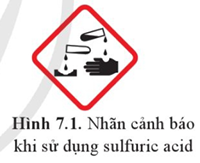 Hình 7.1. Nhãn cảnh báo
khi sử dụng sulfuric acid